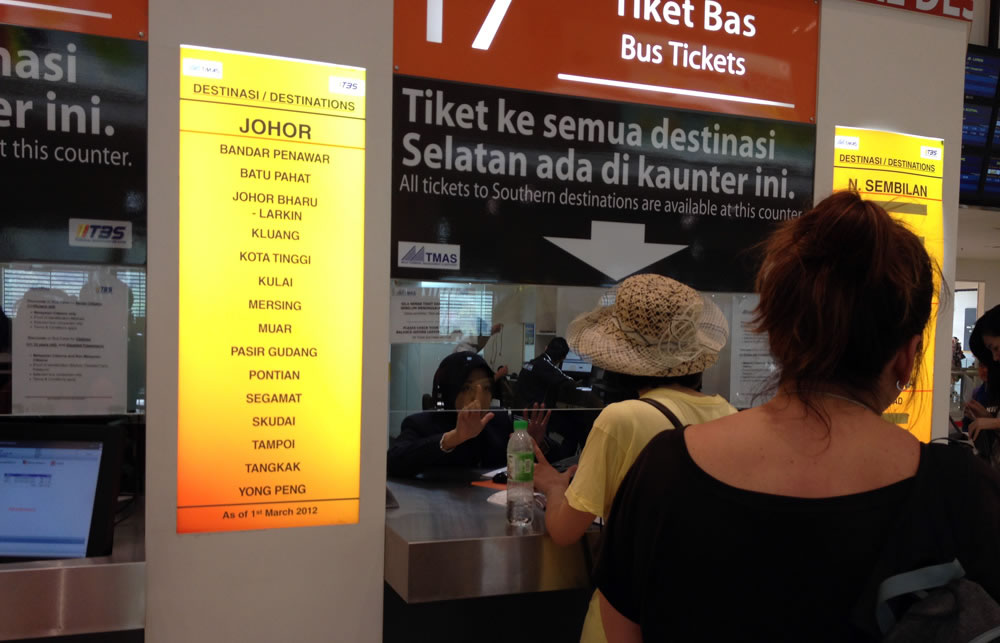 nasi
er ini.
t this counter.
TBS
DESTINASI / DESTINATIONS
JOHOR
BANDAR PENAWAR
BATU PAHAT
JOHOR BHARU
- LARKIN
KLUANG
KOTA TINGGI
KULAI
MERSING
MUAR
PASIR GUDANG
PONTIAN
SEGAMAT
SKUDAI
TAMPOI
TANGKAK
YONG PENG
As of 1st March 2012
TBS
17
Tiket Bas
Bus Tickets
Tiket ke semua destinasi
Selatan ada di kaunter ini.
All tickets to Southern destinations are available at this counter
TMAS
TBS
DESTINASI / DESTINATIONS
N. SEMBILAN